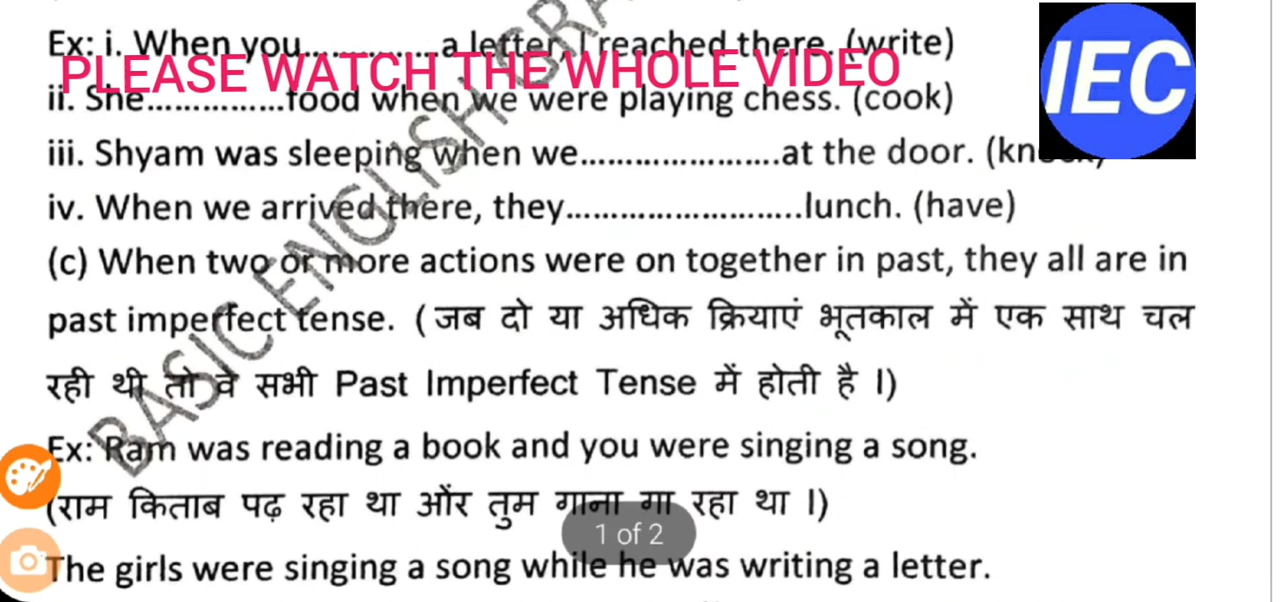 Ex: i. When you..............a letter, I reached there. (write)
PLEASE WATCH THE WHOLE VIDEO
IEC
ii. She...............food when we were playing chess. (cook)
iii. Shyam was sleeping when we......................at the door.
iv. When we arrived there, they..........................lunch. (have)
(c) When two or more actions were on together in past, they all are in
past imperfect tense. ( जब दो या अधिक क्रियाएं भूतकाल में एक साथ चल
रही थी तो वे सभी Past Imperfect Tense में होती है ।)
Ex: Ram was reading a book and you were singing a song.
(राम किताब पढ़ रहा था ओंर तुम गाना गा रहा था ।)
1 of 2
The girls were singing a song while he was writing a letter.
BASIC ENGLISH GRA